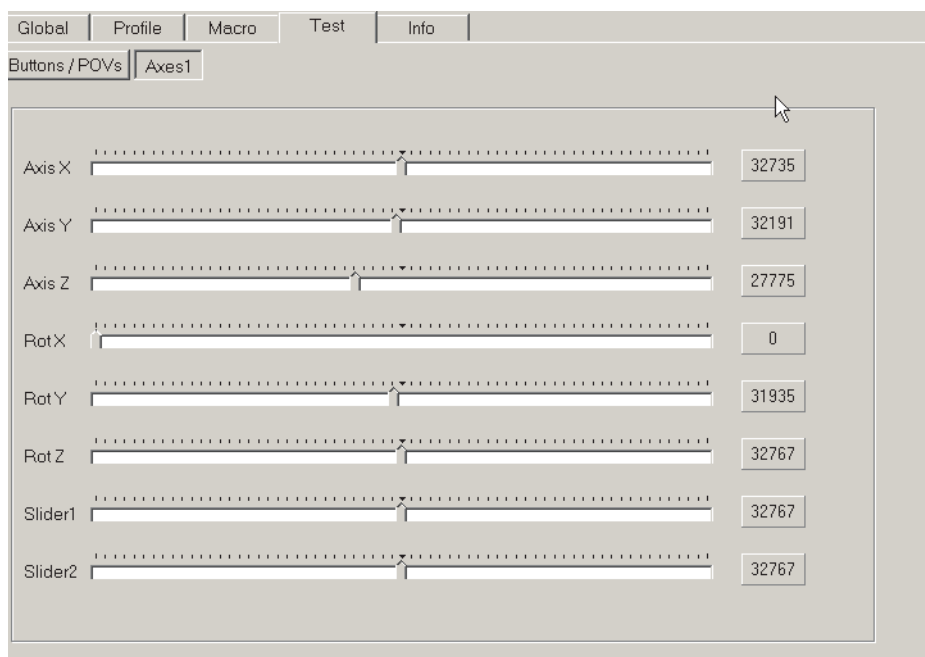 Global Profile Macro Test Info
Buttons / POVs Axes1
Axis X 32735
Axis Y 32191
Axis Z 27775
Rot X 0
Rot Y 31935
Rot Z 32767
Slider1 32767
Slider2 32767